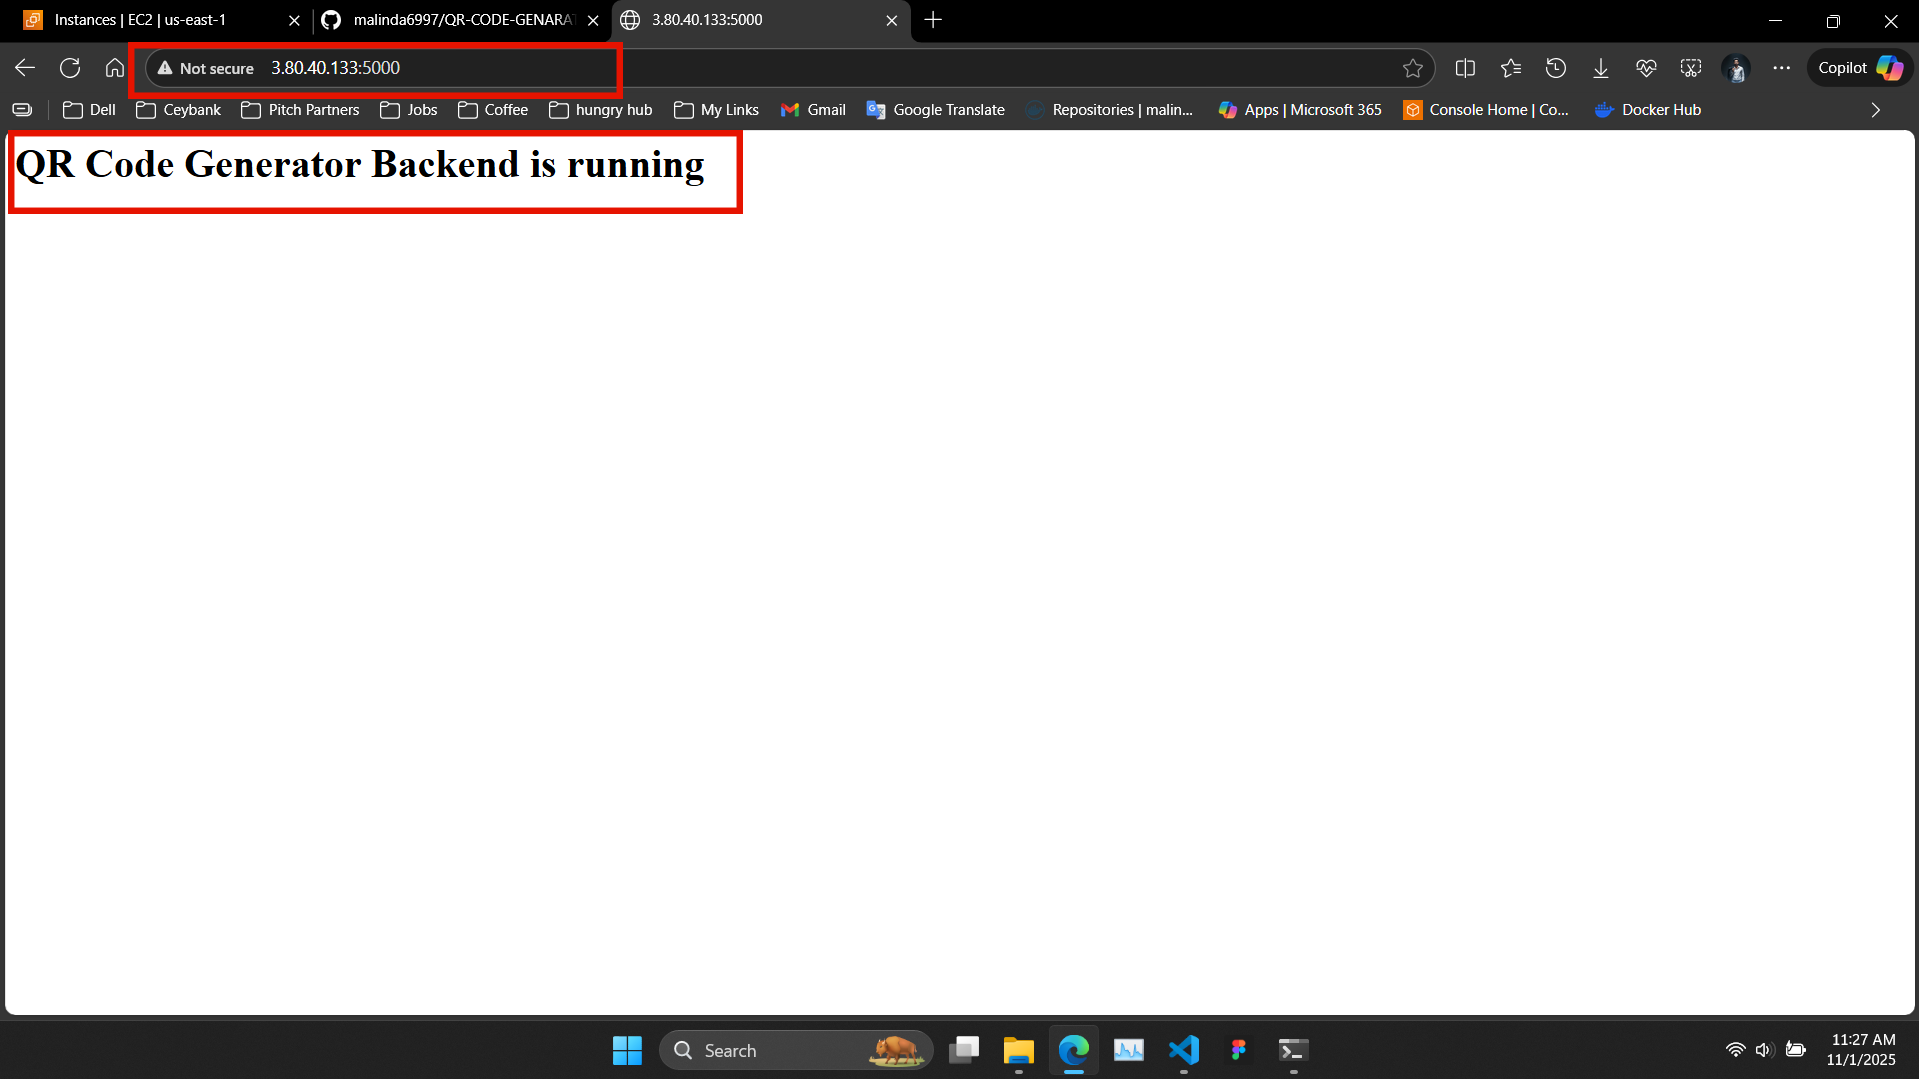 Instances | EC2 | us-east-1
malinda6997/QR-CODE-GENARA
3.80.40.133:5000
Not secure
3.80.40.133:5000
Copilot
Dell
Ceybank
Pitch Partners
Jobs
Coffee
hungry hub
My Links
Gmail
Google Translate
Repositories | malin...
Apps | Microsoft 365
Console Home | Co...
Docker Hub
QR Code Generator Backend is running
Search
11:27 AM
11/1/2025